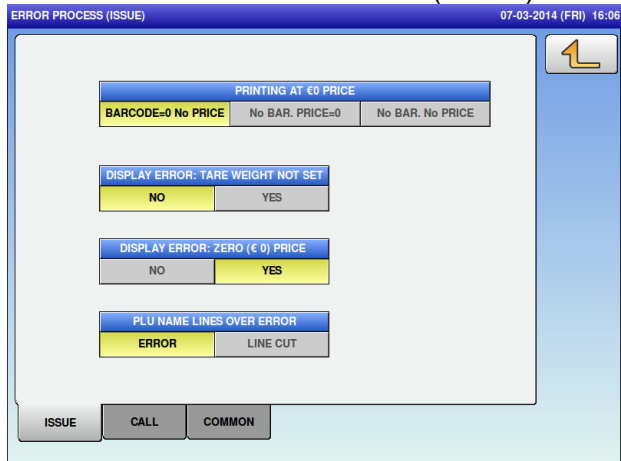 ERROR PROCESS (ISSUE) 07-03-2014 (FRI) 16:06
PRINTING AT €0 PRICE
BARCODE=0 No PRICE No BAR. PRICE=0 No BAR. No PRICE
DISPLAY ERROR: TARE WEIGHT NOT SET
NO YES
DISPLAY ERROR: ZERO (€ 0) PRICE
NO YES
PLU NAME LINES OVER ERROR
ERROR LINE CUT
ISSUE CALL COMMON